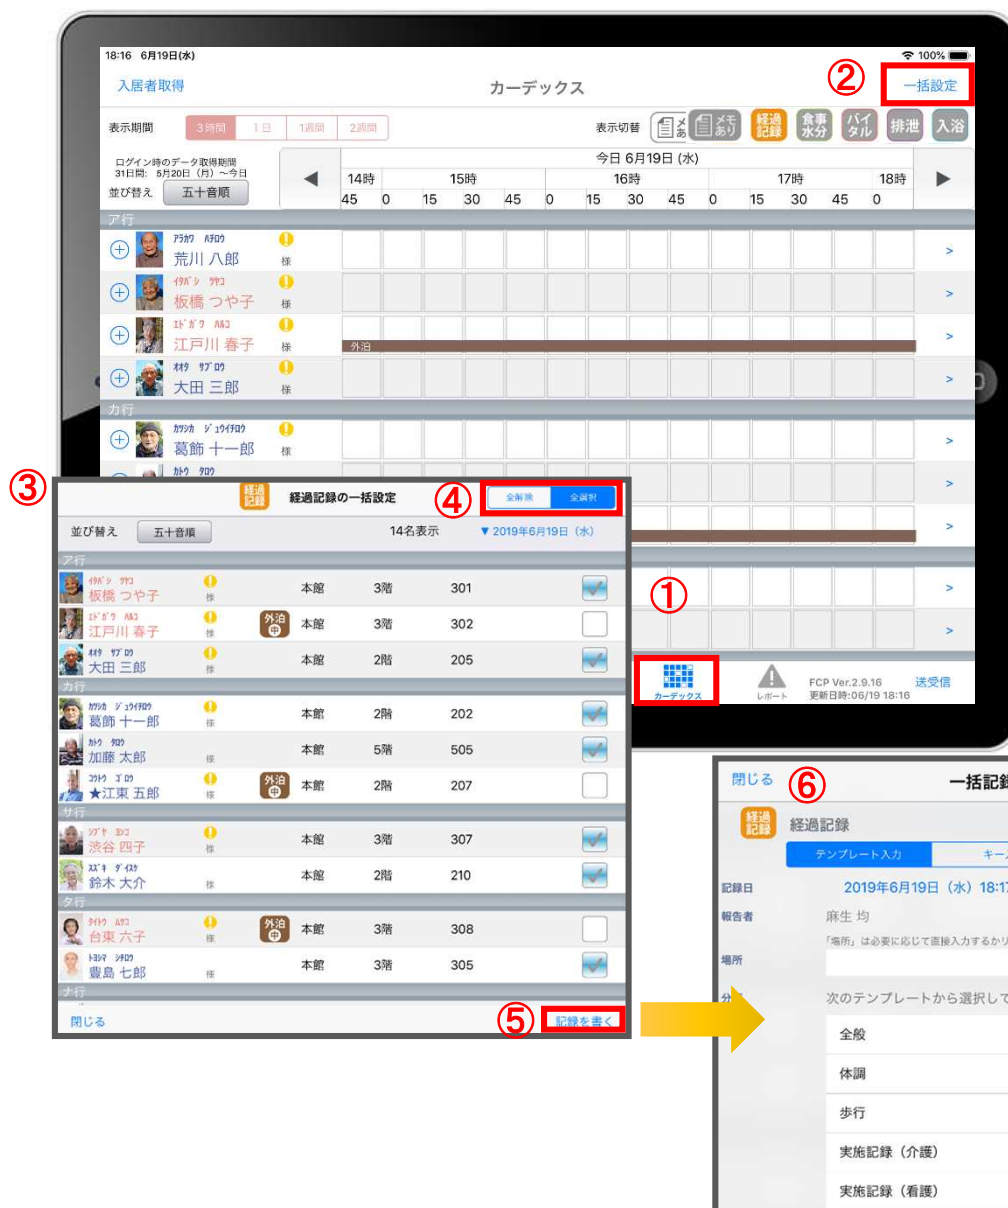 18:16 6月19日(水)
100%
入居者取得
カーデックス
②
一括設定
表示期間
3時間 1日 1週間 2週間
表示切替
メモあり
経過記録
食事水分
バイタル
排泄
入浴
ログイン時のデータ取得期間
31日間: 5月20日(月)~今日
並び替え 五十音順
今日 6月19日 (水)
◀ 14時 15時 16時 17時 18時 ▶
45 0 15 30 45 0 15 30 45 0 15 30 45 0
ア行
アラカワ ハチロウ
荒川 八郎 様 >
イタバシ ツヤコ
板橋 つや子 様 >
エドガワ ハルコ
江戸川 春子 様 外泊 >
オオタ サブロウ
大田 三郎 様 >
カ行
カツシカ ジュウイチロウ
葛飾 十一郎 様 >
カトウ タロウ
>
>
>
>
①
カーデックス
レポート
FCP Ver.2.9.16
更新日時:06/19 18:16
送受信
③
経過記録
経過記録の一括設定
④
全解除 全選択
並び替え 五十音順 14名表示 ▼ 2019年6月19日(水)
ア行
イタバシ ツヤコ
板橋 つや子 様 本館 3階 301
エドガワ ハルコ
江戸川 春子 様 外泊中 本館 3階 302
オオタ サブロウ
大田 三郎 様 本館 2階 205
カ行
カツシカ ジュウイチロウ
葛飾 十一郎 様 本館 2階 202
カトウ タロウ
加藤 太郎 様 本館 5階 505
コウトウ ゴロウ
★江東 五郎 様 外泊中 本館 2階 207
サ行
シブヤ ヨシコ
渋谷 四子 様 本館 3階 307
スズキ ダイスケ
鈴木 大介 様 本館 2階 210
タ行
タイトウ ムツコ
台東 六子 様 外泊中 本館 3階 308
トヨシマ シチロウ
豊島 七郎 様 本館 3階 305
ナ行
閉じる
⑤
記録を書く
閉じる
⑥
一括記録
経過記録
経過記録
テンプレート入力
記録日 2019年6月19日(水)18:17
報告者 麻生 均
「場所」は必要に応じて直接入力するかリ
場所
次のテンプレートから選択して
全般
体調
歩行
実施記録(介護)
実施記録(看護)